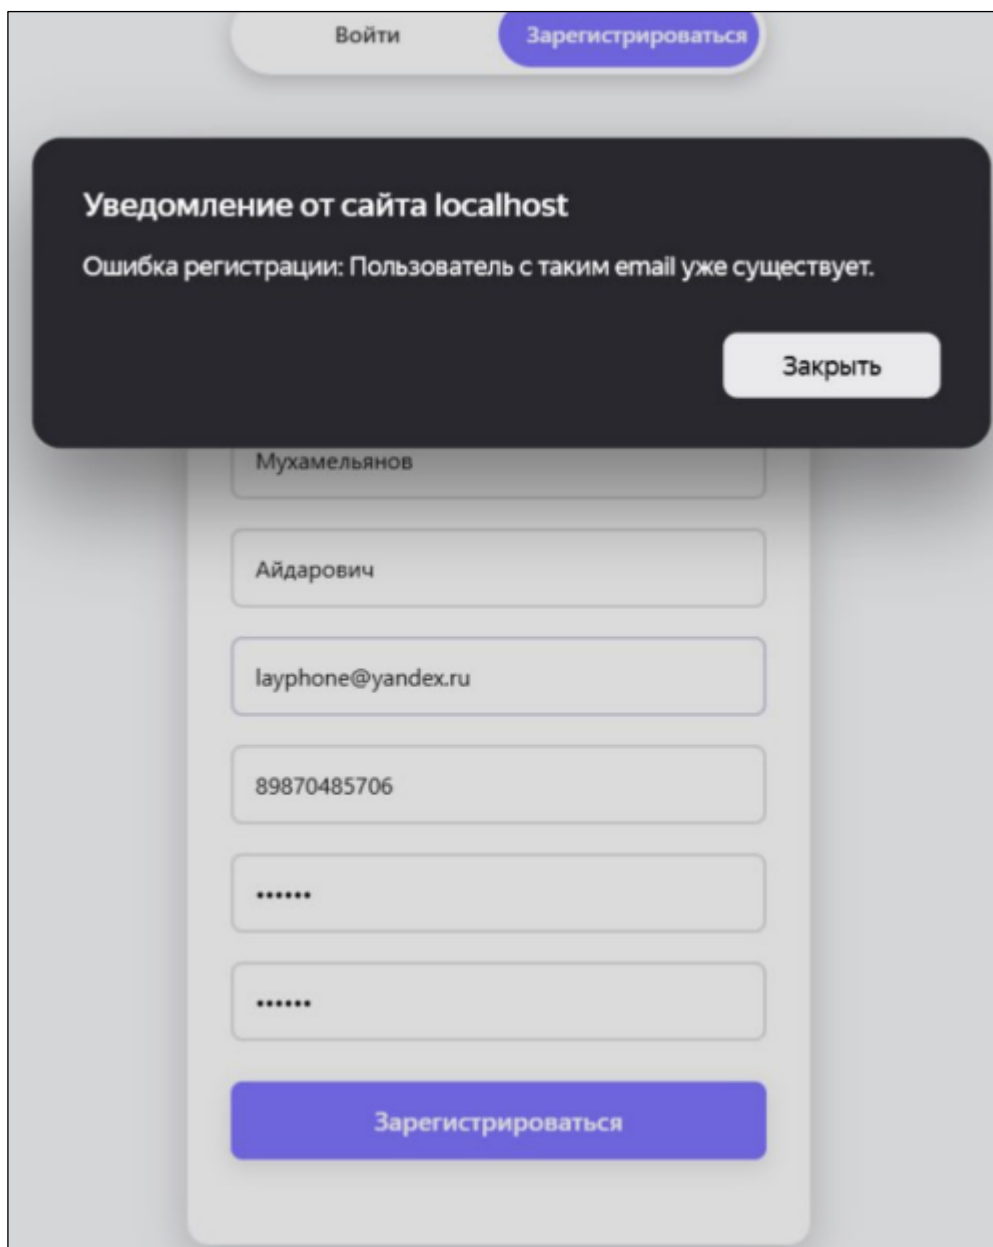 Войти Зарегистрироваться
Уведомление от сайта localhost
Ошибка регистрации: Пользователь с таким email уже существует.
Закрыть
Мухамельянов
Айдарович
layphone@yandex.ru
89870485706
••••••
••••••
Зарегистрироваться